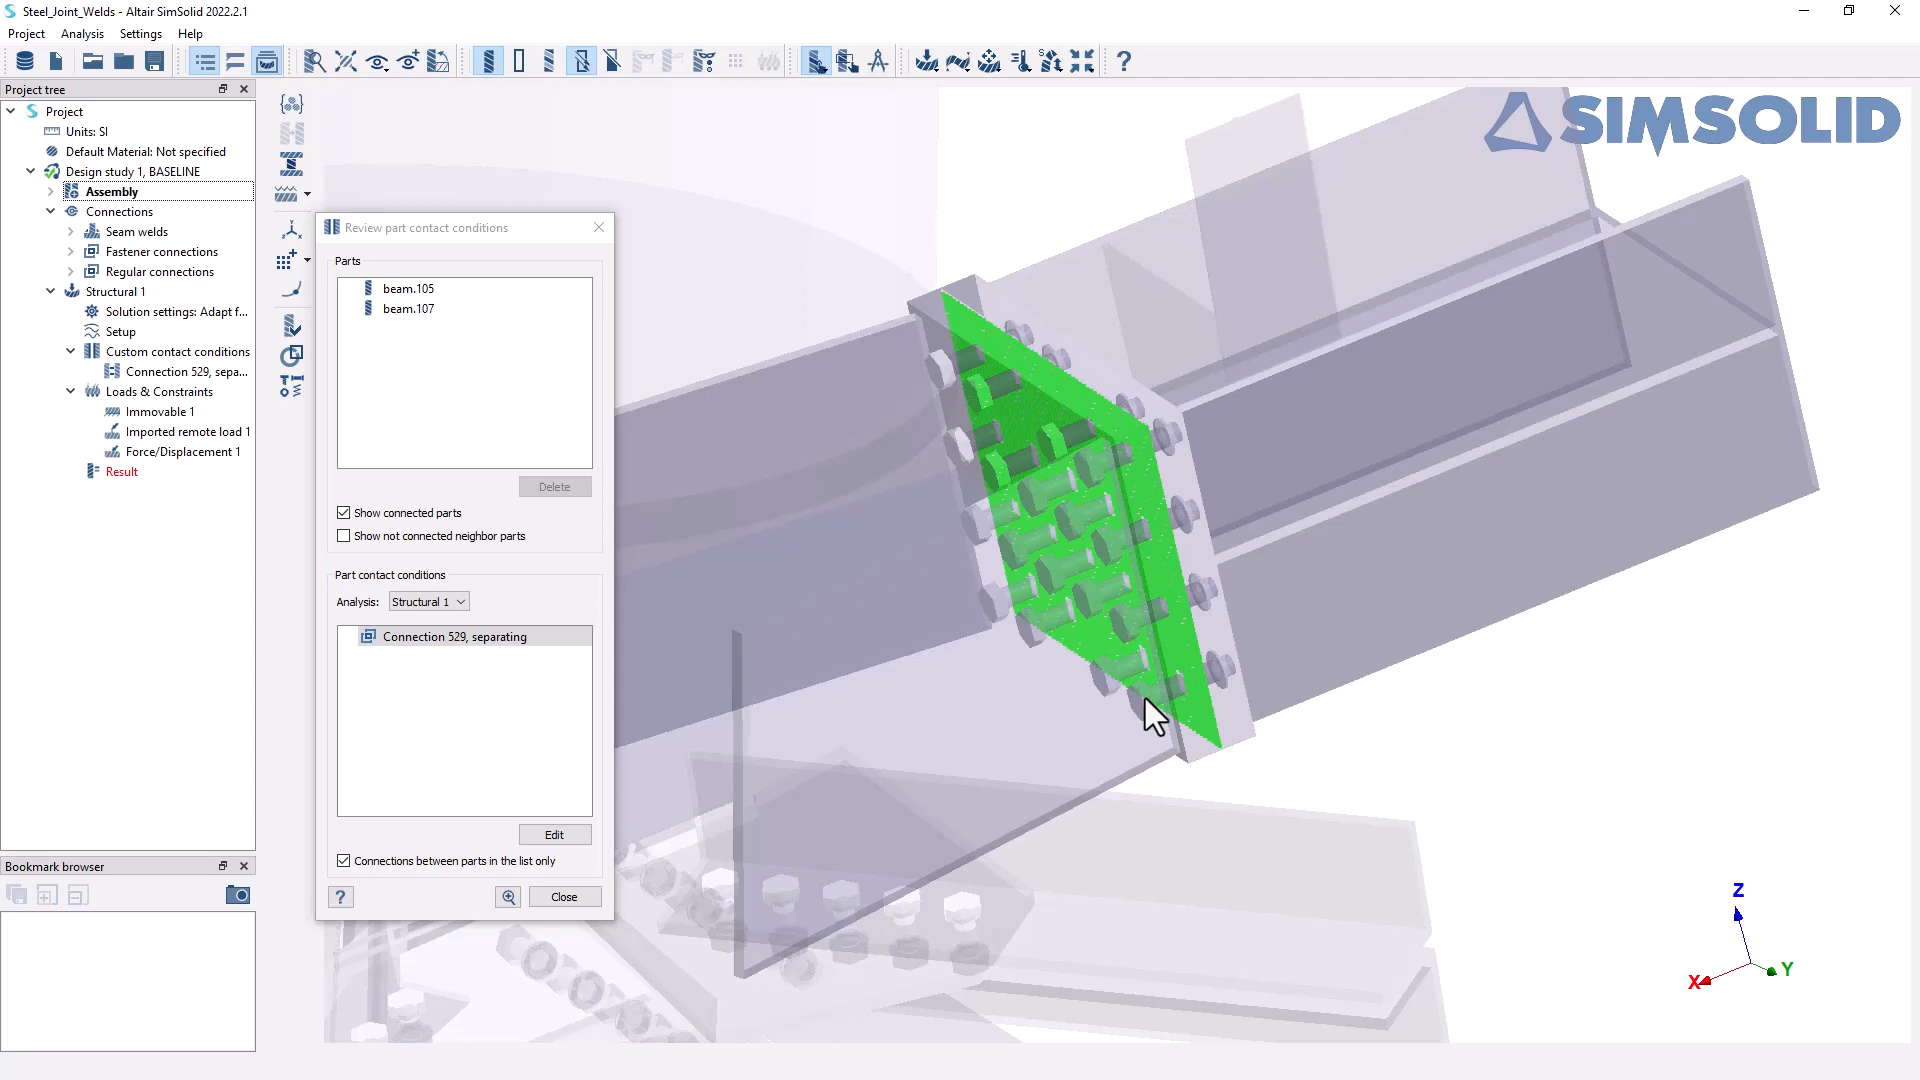 Steel_Joint_Welds - Altair SimSolid 2022.2.1
Project Analysis Settings Help
Project tree
Project
Units: SI
Default Material: Not specified
Design study 1, BASELINE
Assembly
Connections
Seam welds
Fastener connections
Regular connections
Structural 1
Solution settings: Adapt f...
Setup
Custom contact conditions
Connection 529, sepa...
Loads & Constraints
Immovable 1
Imported remote load 1
Force/Displacement 1
Result
Bookmark browser
Review part contact conditions
Parts
beam.105
beam.107
Delete
Show connected parts
Show not connected neighbor parts
Part contact conditions
Analysis: Structural 1
Connection 529, separating
Edit
Connections between parts in the list only
? Close
SIMSOLID
Z
Y
X